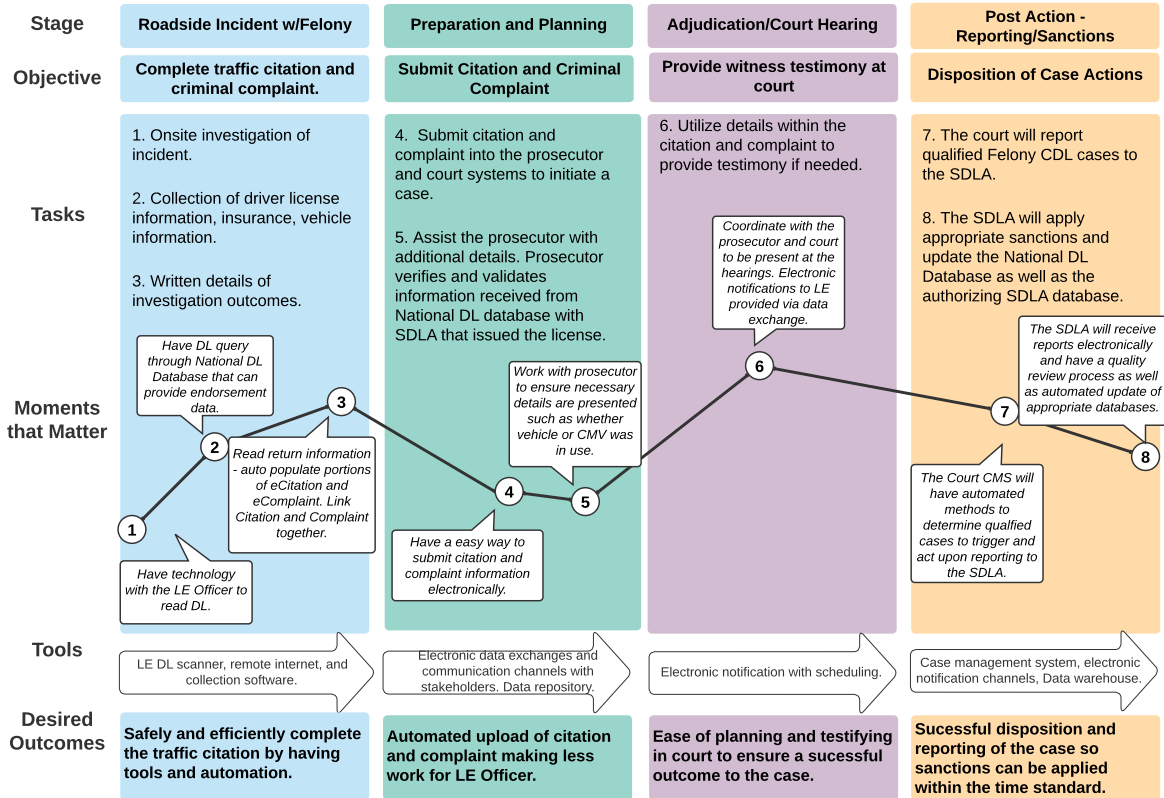 Stage
Roadside Incident w/Felony
Preparation and Planning
Adjudication/Court Hearing
Post Action -
Reporting/Sanctions
Objective
Complete traffic citation and
criminal complaint.
Submit Citation and Criminal
Complaint
Provide witness testimony at
court
Disposition of Case Actions
Tasks
1. Onsite investigation of
incident.
2. Collection of driver license
information, insurance, vehicle
information.
3. Written details of
investigation outcomes.
4. Submit citation and
complaint into the prosecutor
and court systems to initiate a
case.
5. Assist the prosecutor with
additional details. Prosecutor
verifies and validates
information received from
National DL database with
SDLA that issued the license.
6. Utilize details within the
citation and complaint to
provide testimony if needed.
7. The court will report
qualified Felony CDL cases to
the SDLA.
8. The SDLA will apply
appropriate sanctions and
update the National DL
Database as well as the
authorizing SDLA database.
Moments
that Matter
1
Have technology
with the LE Officer to
read DL.
2
Have DL query
through National DL
Database that can
provide endorsement
data.
3
Read return information
- auto populate portions
of eCitation and
eComplaint. Link
Citation and Complaint
together.
4
Have a easy way to
submit citation and
complaint information
electronically.
5
Work with prosecutor
to ensure necessary
details are presented
such as whether
vehicle or CMV was
in use.
6
Coordinate with the
prosecutor and court
to be present at the
hearings. Electronic
notifications to LE
provided via data
exchange.
7
The Court CMS will
have automated
methods to
determine qualfied
cases to trigger and
act upon reporting to
the SDLA.
8
The SDLA will receive
reports electronically
and have a quality
review process as well
as automated update of
appropriate databases.
Tools
LE DL scanner, remote internet, and
collection software.
Electronic data exchanges and
communication channels with
stakeholders. Data repository.
Electronic notification with scheduling.
Case management system, electronic
notification channels, Data warehouse.
Desired
Outcomes
Safely and efficiently complete
the traffic citation by having
tools and automation.
Automated upload of citation
and complaint making less
work for LE Officer.
Ease of planning and testifying
in court to ensure a sucessful
outcome to the case.
Sucessful disposition and
reporting of the case so
sanctions can be applied
within the time standard.